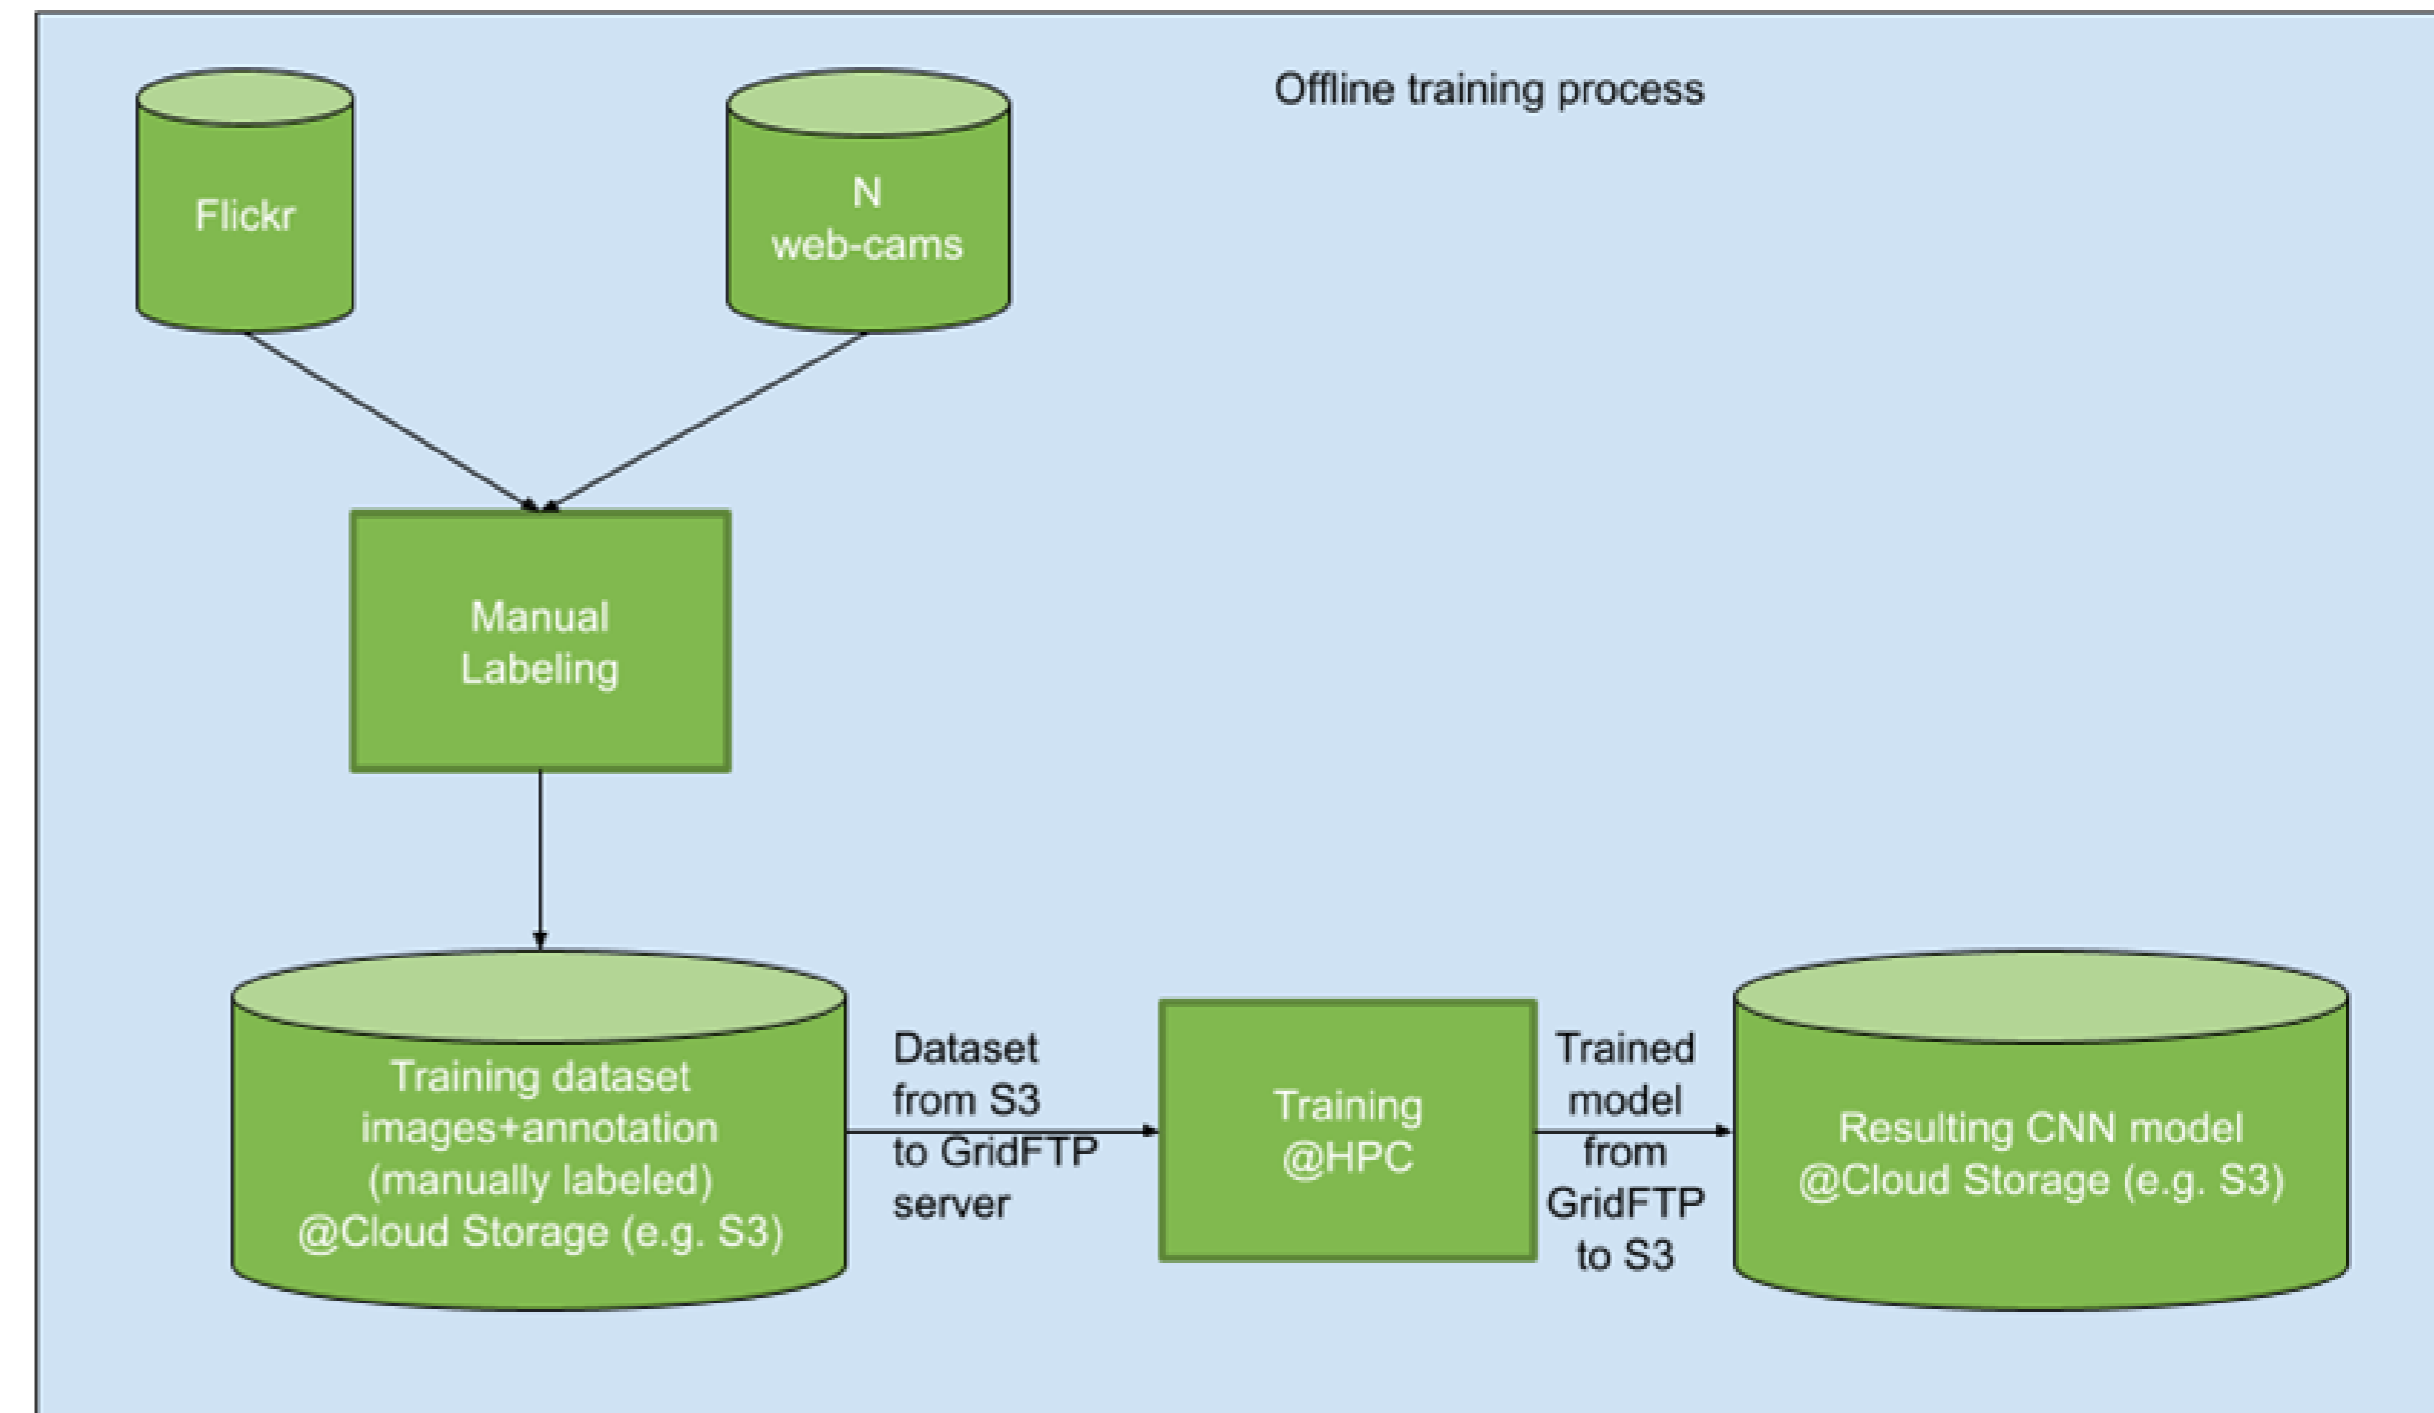 Offline training process
Flickr
N
web-cams
Manual
Labeling
Training dataset
images+annotation
(manually labeled)
@Cloud Storage (e.g. S3)
Dataset
from S3
to GridFTP
server
Training
@HPC
Trained
model
from
GridFTP
to S3
Resulting CNN model
@Cloud Storage (e.g. S3)